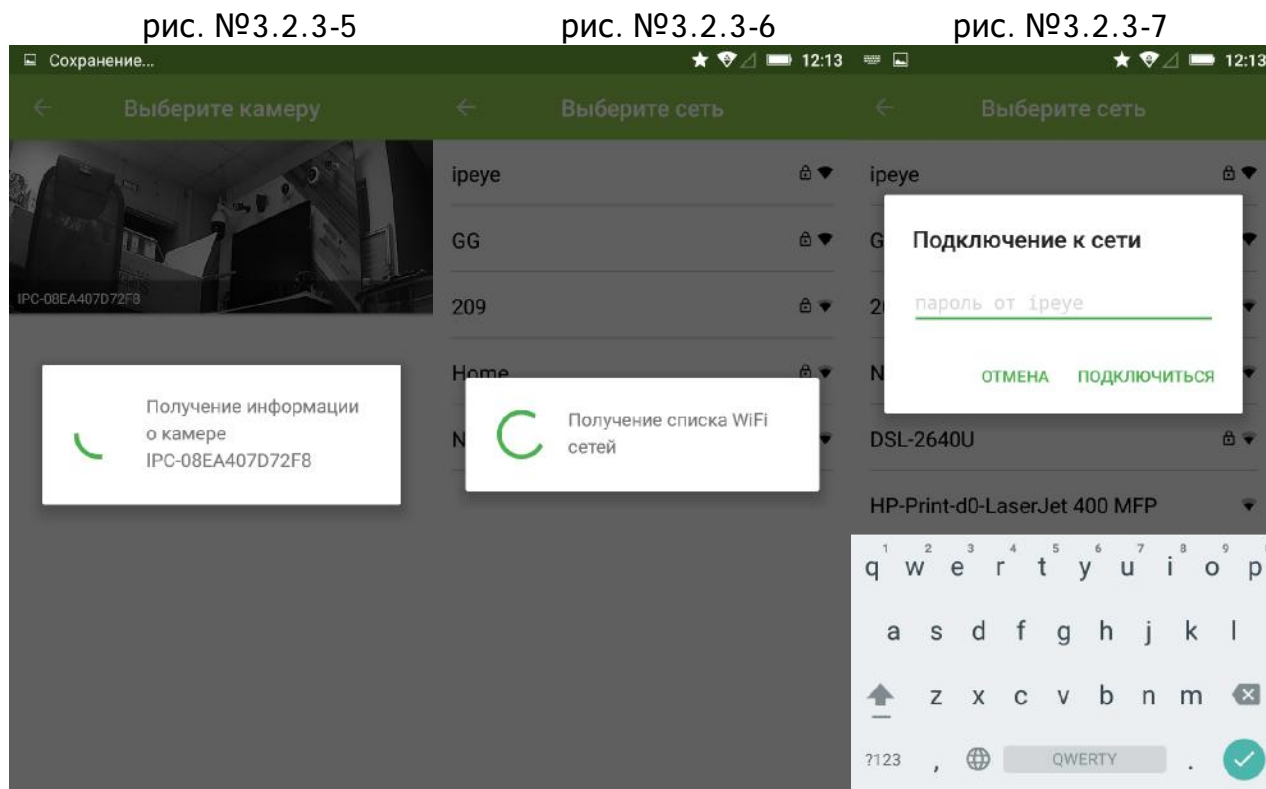 рис. №3.2.3-5
рис. №3.2.3-6
рис. №3.2.3-7
Сохранение...
Выберите камеру
IPC-08EA407D72F8
Получение информации
о камере
IPC-08EA407D72F8
12:13
Выберите сеть
ipeye
GG
209
Home
N
Получение списка WiFi
сетей
12:13
Выберите сеть
ipeye
G
Подключение к сети
2
пароль от ipeye
N
ОТМЕНА ПОДКЛЮЧИТЬСЯ
DSL-2640U
HP-Print-d0-LaserJet 400 MFP
1 2 3 4 5 6 7 8 9
q w e r t y u i o p
a s d f g h j k l
z x c v b n m
?123 , QWERTY .